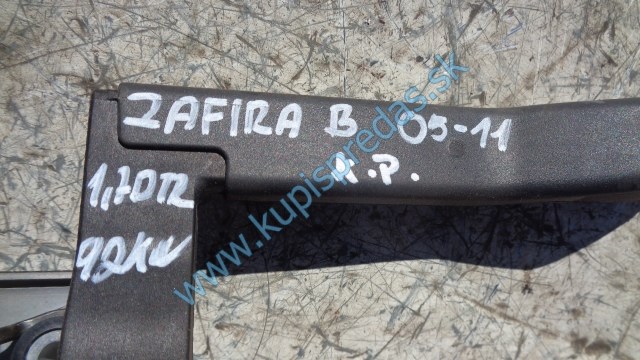 ZAFIRA B 05-11
P.P.
1,7DTR
92KW
www.kupispredas.sk